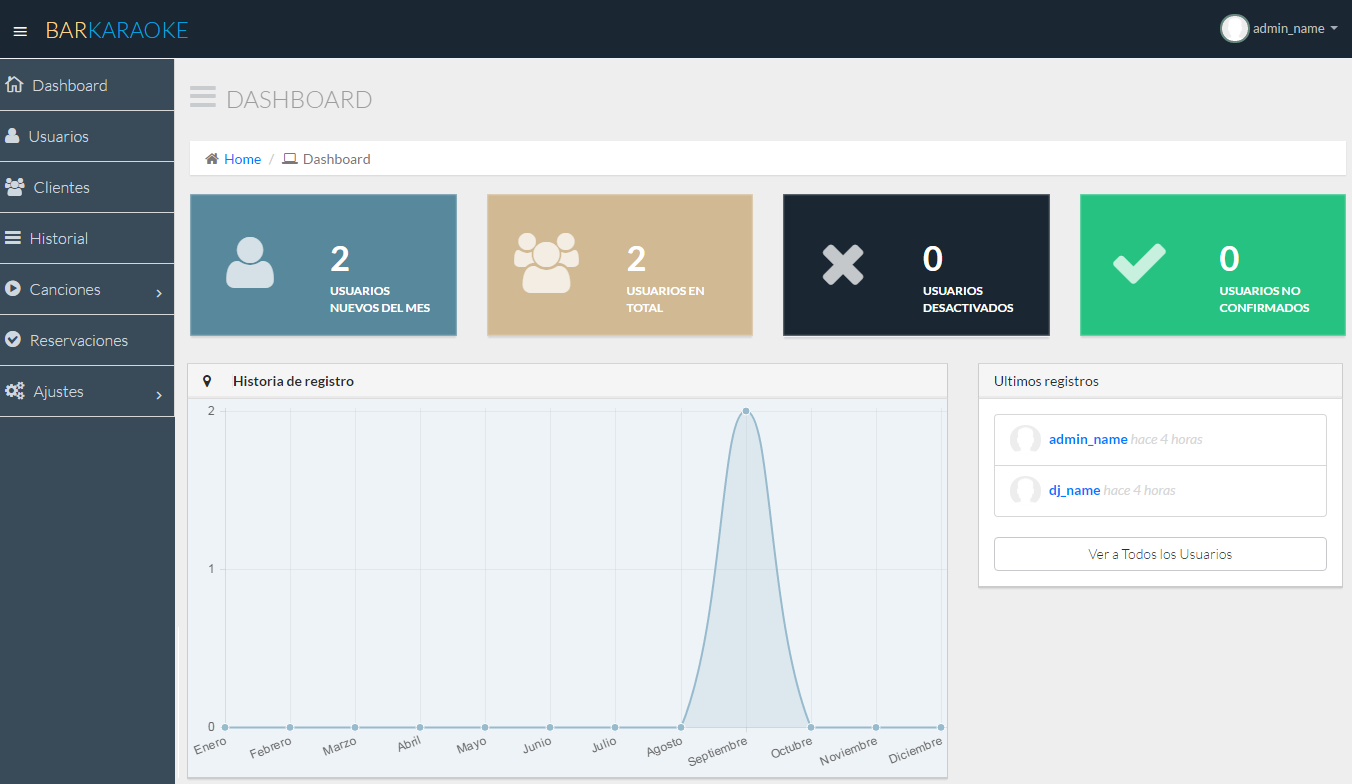 BARKARAOKE
admin_name
Dashboard
Usuarios
Clientes
Historial
Canciones
Reservaciones
Ajustes
DASHBOARD
Home / Dashboard
2
USUARIOS
NUEVOS DEL MES
2
USUARIOS EN
TOTAL
0
USUARIOS
DESACTIVADOS
0
USUARIOS NO
CONFIRMADOS
Historia de registro
2
1
0
Enero
Febrero
Marzo
Abril
Mayo
Junio
Julio
Agosto
Septiembre
Octubre
Noviembre
Diciembre
Ultimos registros
admin_name hace 4 horas
dj_name hace 4 horas
Ver a Todos los Usuarios